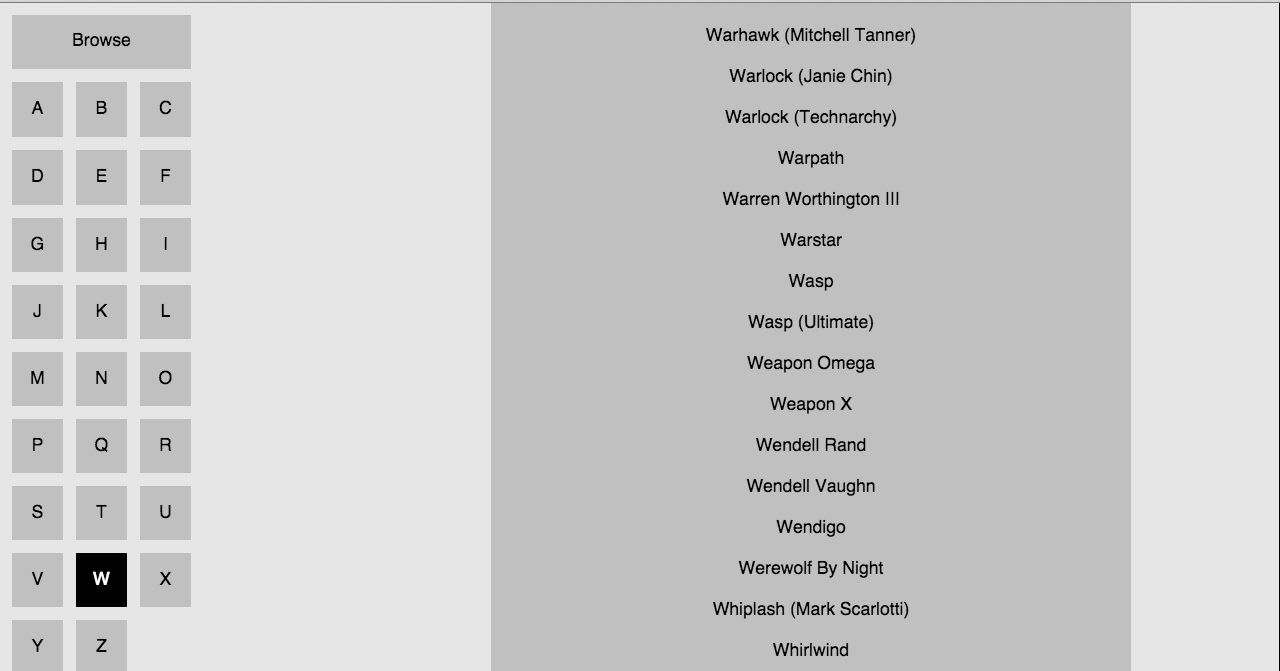 Browse
A B C
D E F
G H I
J K L
M N O
P Q R
S T U
V W X
Y Z
Warhawk (Mitchell Tanner)
Warlock (Janie Chin)
Warlock (Technarchy)
Warpath
Warren Worthington III
Warstar
Wasp
Wasp (Ultimate)
Weapon Omega
Weapon X
Wendell Rand
Wendell Vaughn
Wendigo
Werewolf By Night
Whiplash (Mark Scarlotti)
Whirlwind